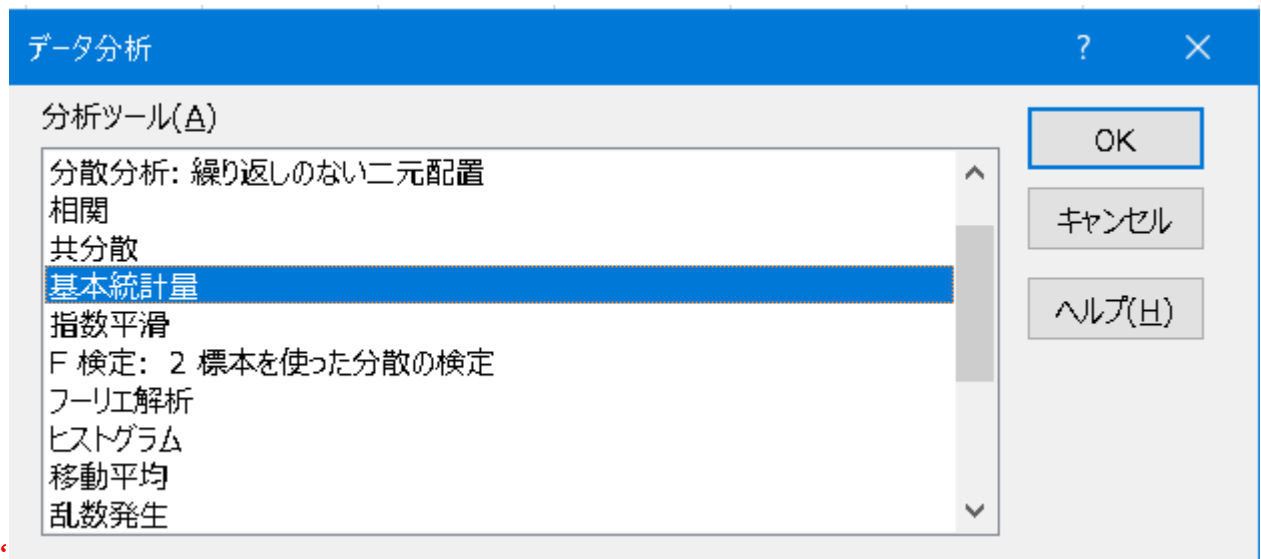 データ分析
?
分析ツール(A)
OK
分散分析: 繰り返しのない二元配置
相関
キャンセル
共分散
基本統計量
ヘルプ(H)
指数平滑
F 検定: 2 標本を使った分散の検定
フーリエ解析
ヒストグラム
移動平均
乱数発生